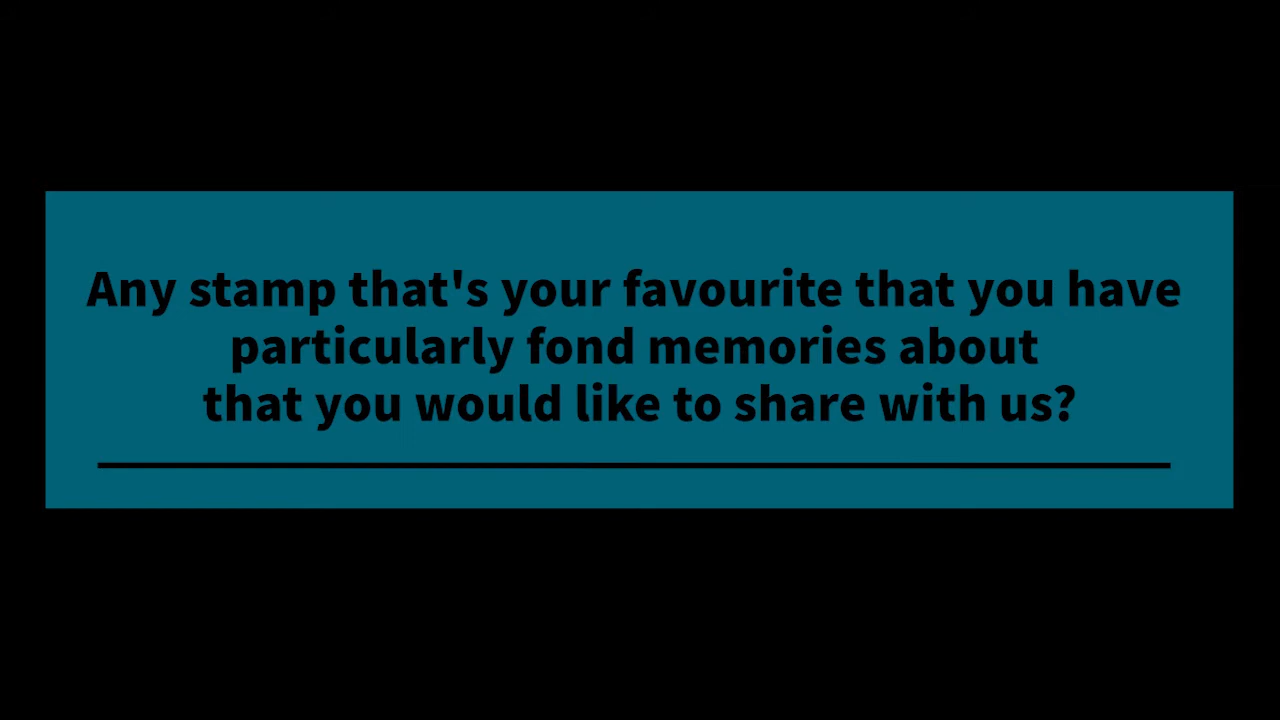 Any stamp that's your favourite that you have
particularly fond memories about
that you would like to share with us?